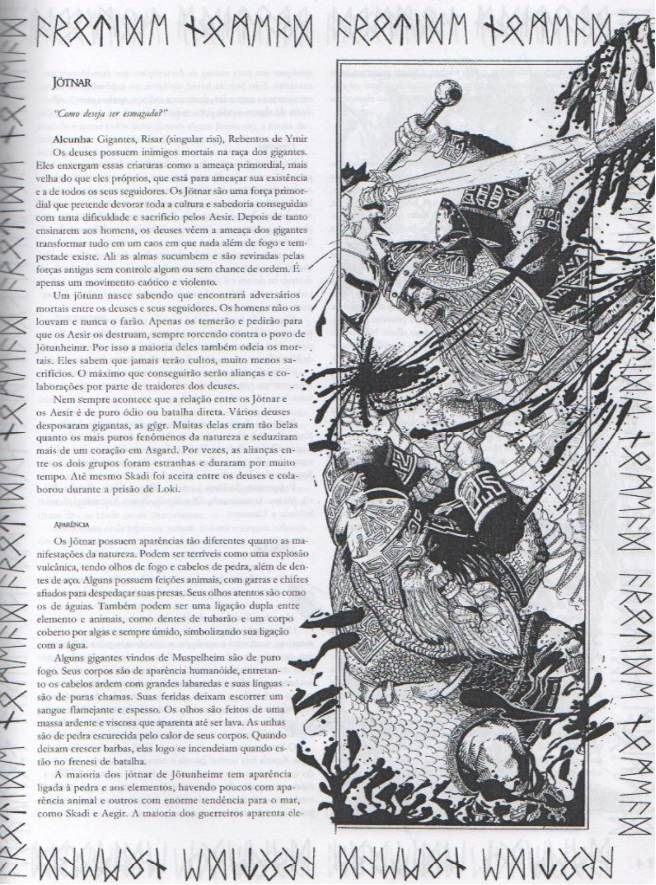 JÖTNAR
"Como deseja ser esmagado?"
Alcunha: Gigantes, Risar (singular risi), Rebentos de Ymir
Os deuses possuem inimigos mortais na raça dos gigantes.
Eles enxergam essas criaturas como a ameaça primordial, mais
velha do que eles próprios, que está para ameaçar sua existência
e a de todos os seus seguidores. Os Jötnar são uma força primor-
dial que pretende devorar toda a cultura e sabedoria conseguidas
com tanta dificuldade e sacrifício pelos Aesir. Depois de tanto
ensinarem aos homens, os deuses vêem a ameaça dos gigantes
transformar tudo em um caos em que nada além de fogo e tem-
pestade existe. Ali as almas sucumbem e são reviradas pelas
forças antigas sem controle algum ou sem chance de ordem. É
apenas um movimento caótico e violento.
Um jötunn nasce sabendo que encontrará adversários
mortais entre os deuses e seus seguidores. Os homens não os
louvam e nunca o farão. Apenas os temerão e pedirão para
que os Aesir os destruam, sempre torcendo contra o povo de
Jötunheimr. Por isso a maioria deles também odeia os mor-
tais. Eles sabem que jamais terão cultos, muito menos sa-
crifícios. O máximo que conseguirão serão alianças e co-
laborações por parte de traidores dos deuses.
Nem sempre acontece que a relação entre os Jötnar e
os Aesir é de puro ódio ou batalha direta. Vários deuses
desposaram gigantas, as gýgr. Muitas delas eram tão belas
quanto os mais puros fenômenos da natureza e seduziram
mais de um coração em Asgard. Por vezes, as alianças en-
tre os dois grupos foram estranhas e duraram por muito
tempo. Até mesmo Skadi foi aceita entre os deuses e cola-
borou durante a prisão de Loki.
APARÊNCIA
Os Jötnar possuem aparências tão diferentes quanto as ma-
nifestações da natureza. Podem ser terríveis como uma explosão
vulcânica, tendo olhos de fogo e cabelos de pedra, além de den-
tes de aço. Alguns possuem feições animais, com garras e chifres
afiados para despedaçar suas presas. Seus olhos atentos são como
os de águias. Também podem ser uma ligação dupla entre
elemento e animais, como dentes de tubarão e um corpo
coberto por algas e sempre úmido, simbolizando sua ligação
com a água.
Alguns gigantes vindos de Muspelheim são de puro
fogo. Seus corpos são de aparência humanóide, entretan-
to os cabelos ardem com grandes labaredas e suas línguas
são de puras chamas. Suas feridas deixam escorrer um
sangue flamejante e espesso. Os olhos são feitos de uma
massa ardente e viscosa que aparenta até ser lava. As unhas
são de pedra escurecida pelo calor de seus corpos. Quando
deixam crescer barbas, elas logo se incendeiam quando es-
tão no frenesi de batalha.
A maioria dos jötnar de Jötunheimr tem aparência
ligada à pedra e aos elementos, havendo poucos com apa-
rência animal e outros com enorme tendência para o mar,
como Skadi e Aegir. A maioria dos guerreiros aparenta ele-